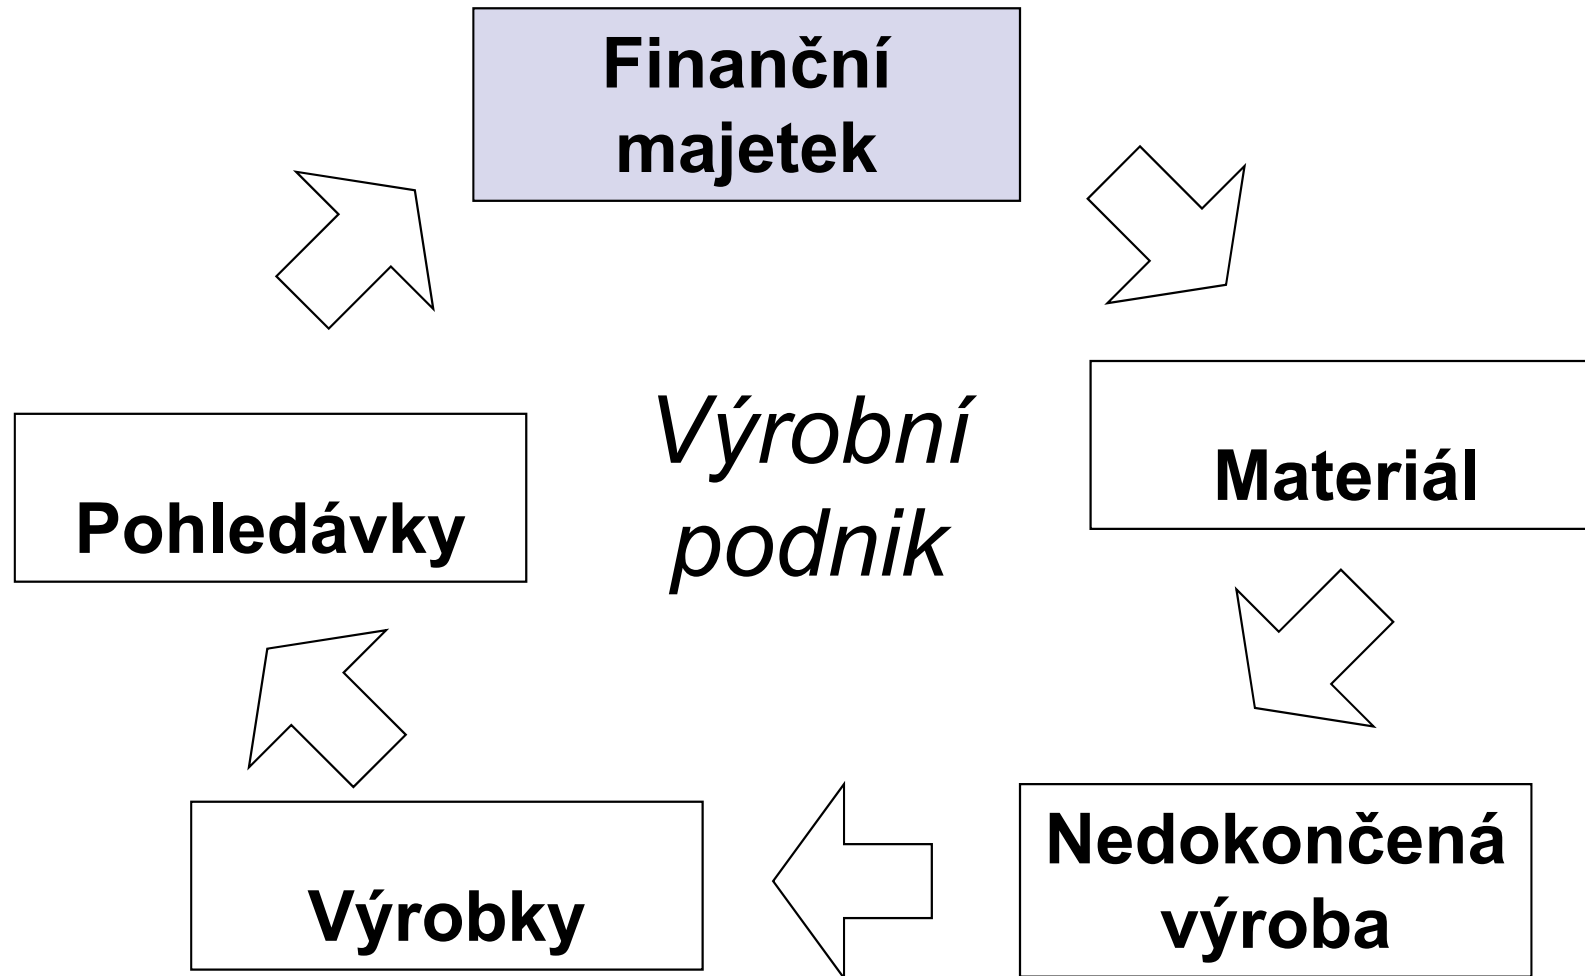 Finanční
majetek
Výrobní
podnik
Materiál
Pohledávky
Nedokončená
výroba
Výrobky